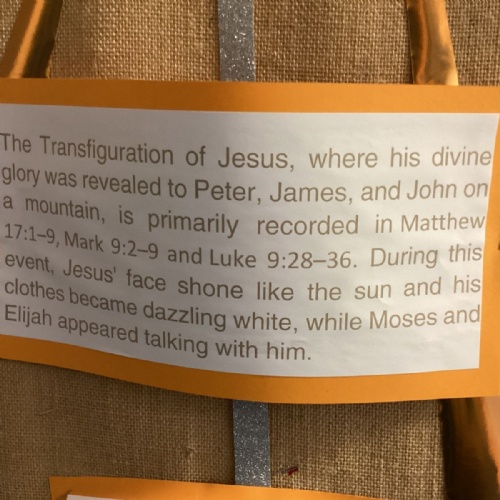 The Transfiguration of Jesus, where his divine
glory was revealed to Peter, James, and John on
a mountain, is primarily recorded in Matthew
17:1–9, Mark 9:2–9 and Luke 9:28–36. During this
event, Jesus' face shone like the sun and his
clothes became dazzling white, while Moses and
Elijah appeared talking with him.